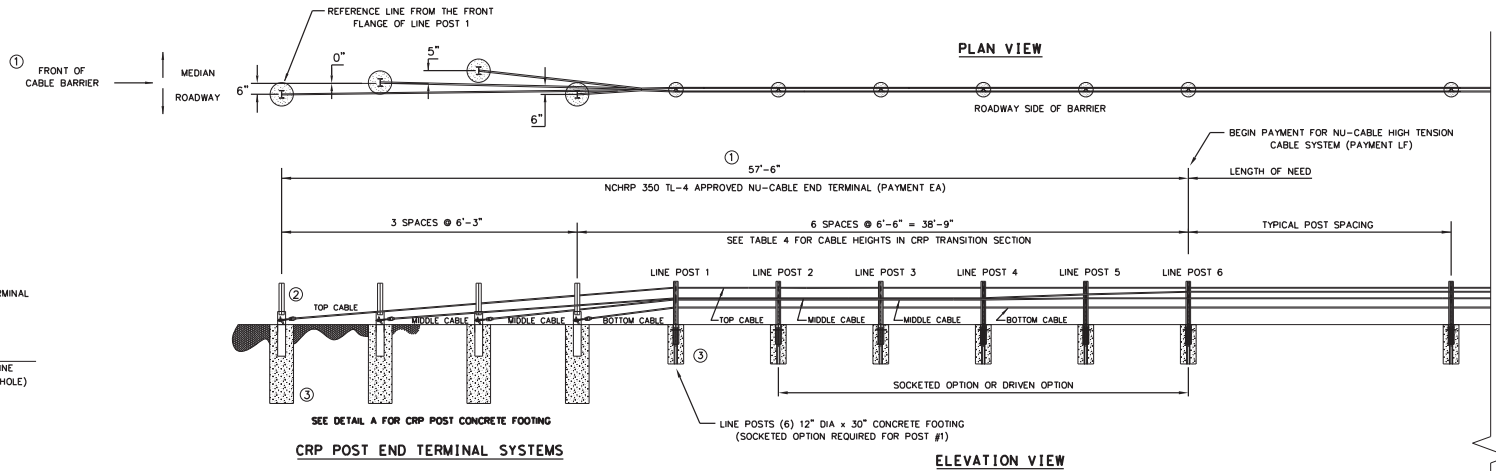 REFERENCE LINE FROM THE FRONT
FLANGE OF LINE POST 1
PLAN VIEW
①
FRONT OF
CABLE BARRIER
MEDIAN
ROADWAY
6"
0"
5"
6"
ROADWAY SIDE OF BARRIER
BEGIN PAYMENT FOR NU-CABLE HIGH TENSION
CABLE SYSTEM (PAYMENT LF)
①
57'-6"
NCHRP 350 TL-4 APPROVED NU-CABLE END TERMINAL (PAYMENT EA)
LENGTH OF NEED
3 SPACES @ 6'-3"
6 SPACES @ 6'-6" = 38'-9"
SEE TABLE 4 FOR CABLE HEIGHTS IN CRP TRANSITION SECTION
TYPICAL POST SPACING
LINE POST 1
LINE POST 2
LINE POST 3
LINE POST 4
LINE POST 5
LINE POST 6
RMINAL
②
TOP CABLE
MIDDLE CABLE
MIDDLE CABLE
BOTTOM CABLE
TOP CABLE
MIDDLE CABLE
MIDDLE CABLE
BOTTOM CABLE
INE
HOLE)
③
③
SOCKETED OPTION OR DRIVEN OPTION
SEE DETAIL A FOR CRP POST CONCRETE FOOTING
LINE POSTS (6) 12" DIA x 30" CONCRETE FOOTING
(SOCKETED OPTION REQUIRED FOR POST #1)
CRP POST END TERMINAL SYSTEMS
ELEVATION VIEW